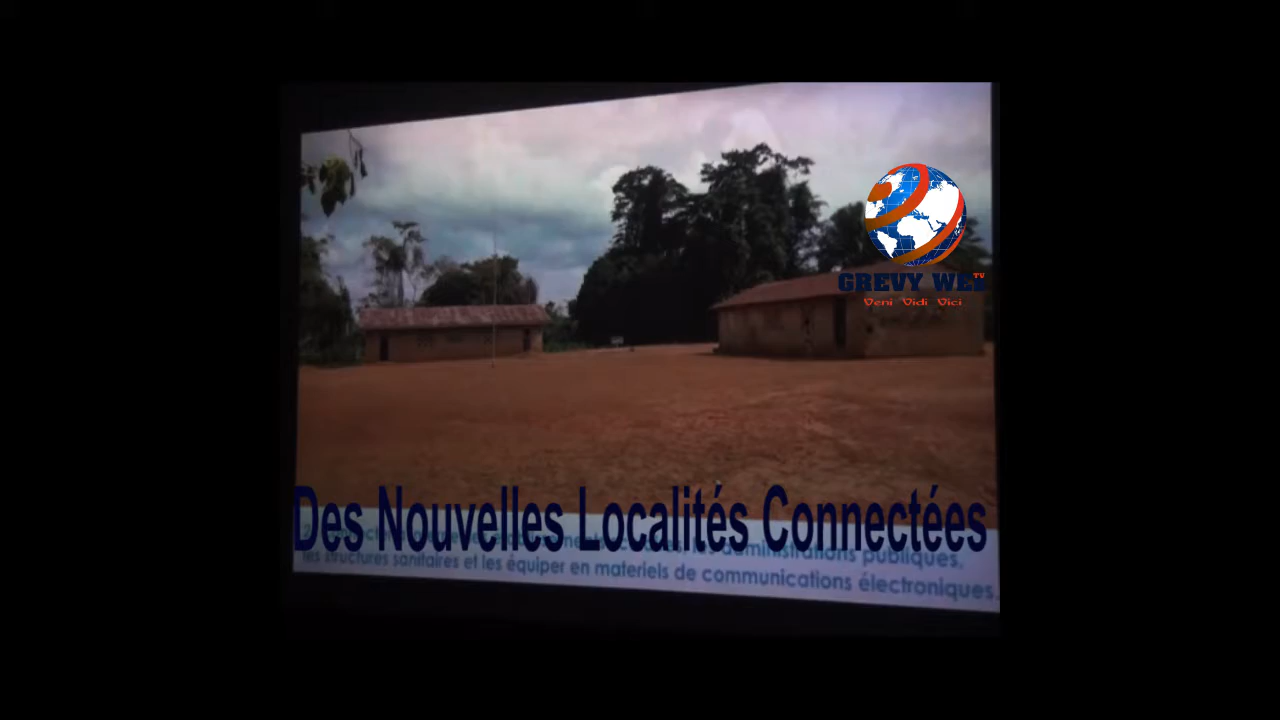 GREVY WEB TV
Veni Vidi Vici
Des Nouvelles Localités Connectées
les administrations publiques,
les structures sanitaires et les équiper en materiels de communications électroniques.